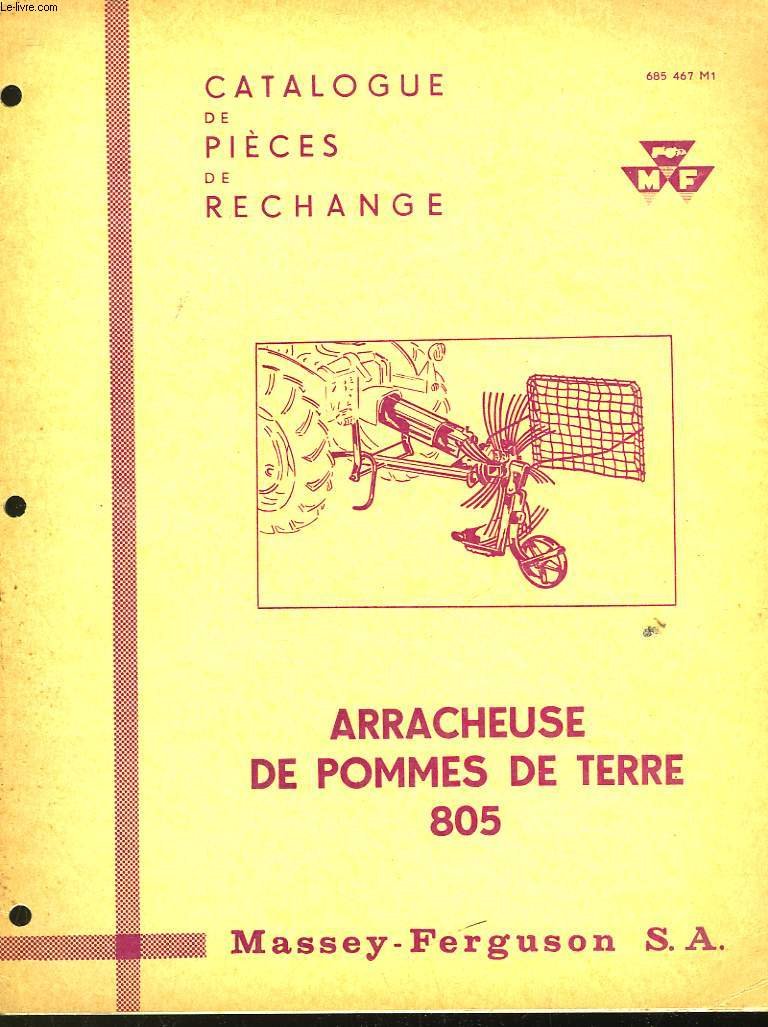 Le-livre.com
CATALOGUE
DE
PIÈCES
DE
RECHANGE
685 467 M1
M F
ARRACHEUSE
DE POMMES DE TERRE
805
Massey-Ferguson S.A.